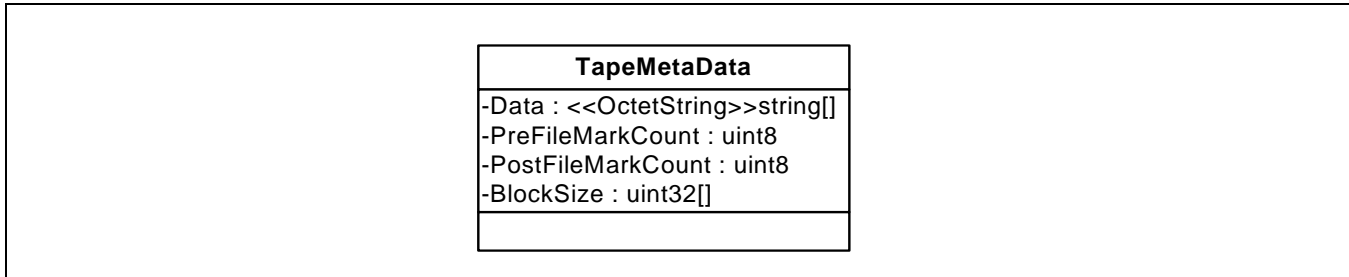 TapeMetaData
-Data : <<OctetString>>string[]
-PreFileMarkCount : uint8
-PostFileMarkCount : uint8
-BlockSize : uint32[]